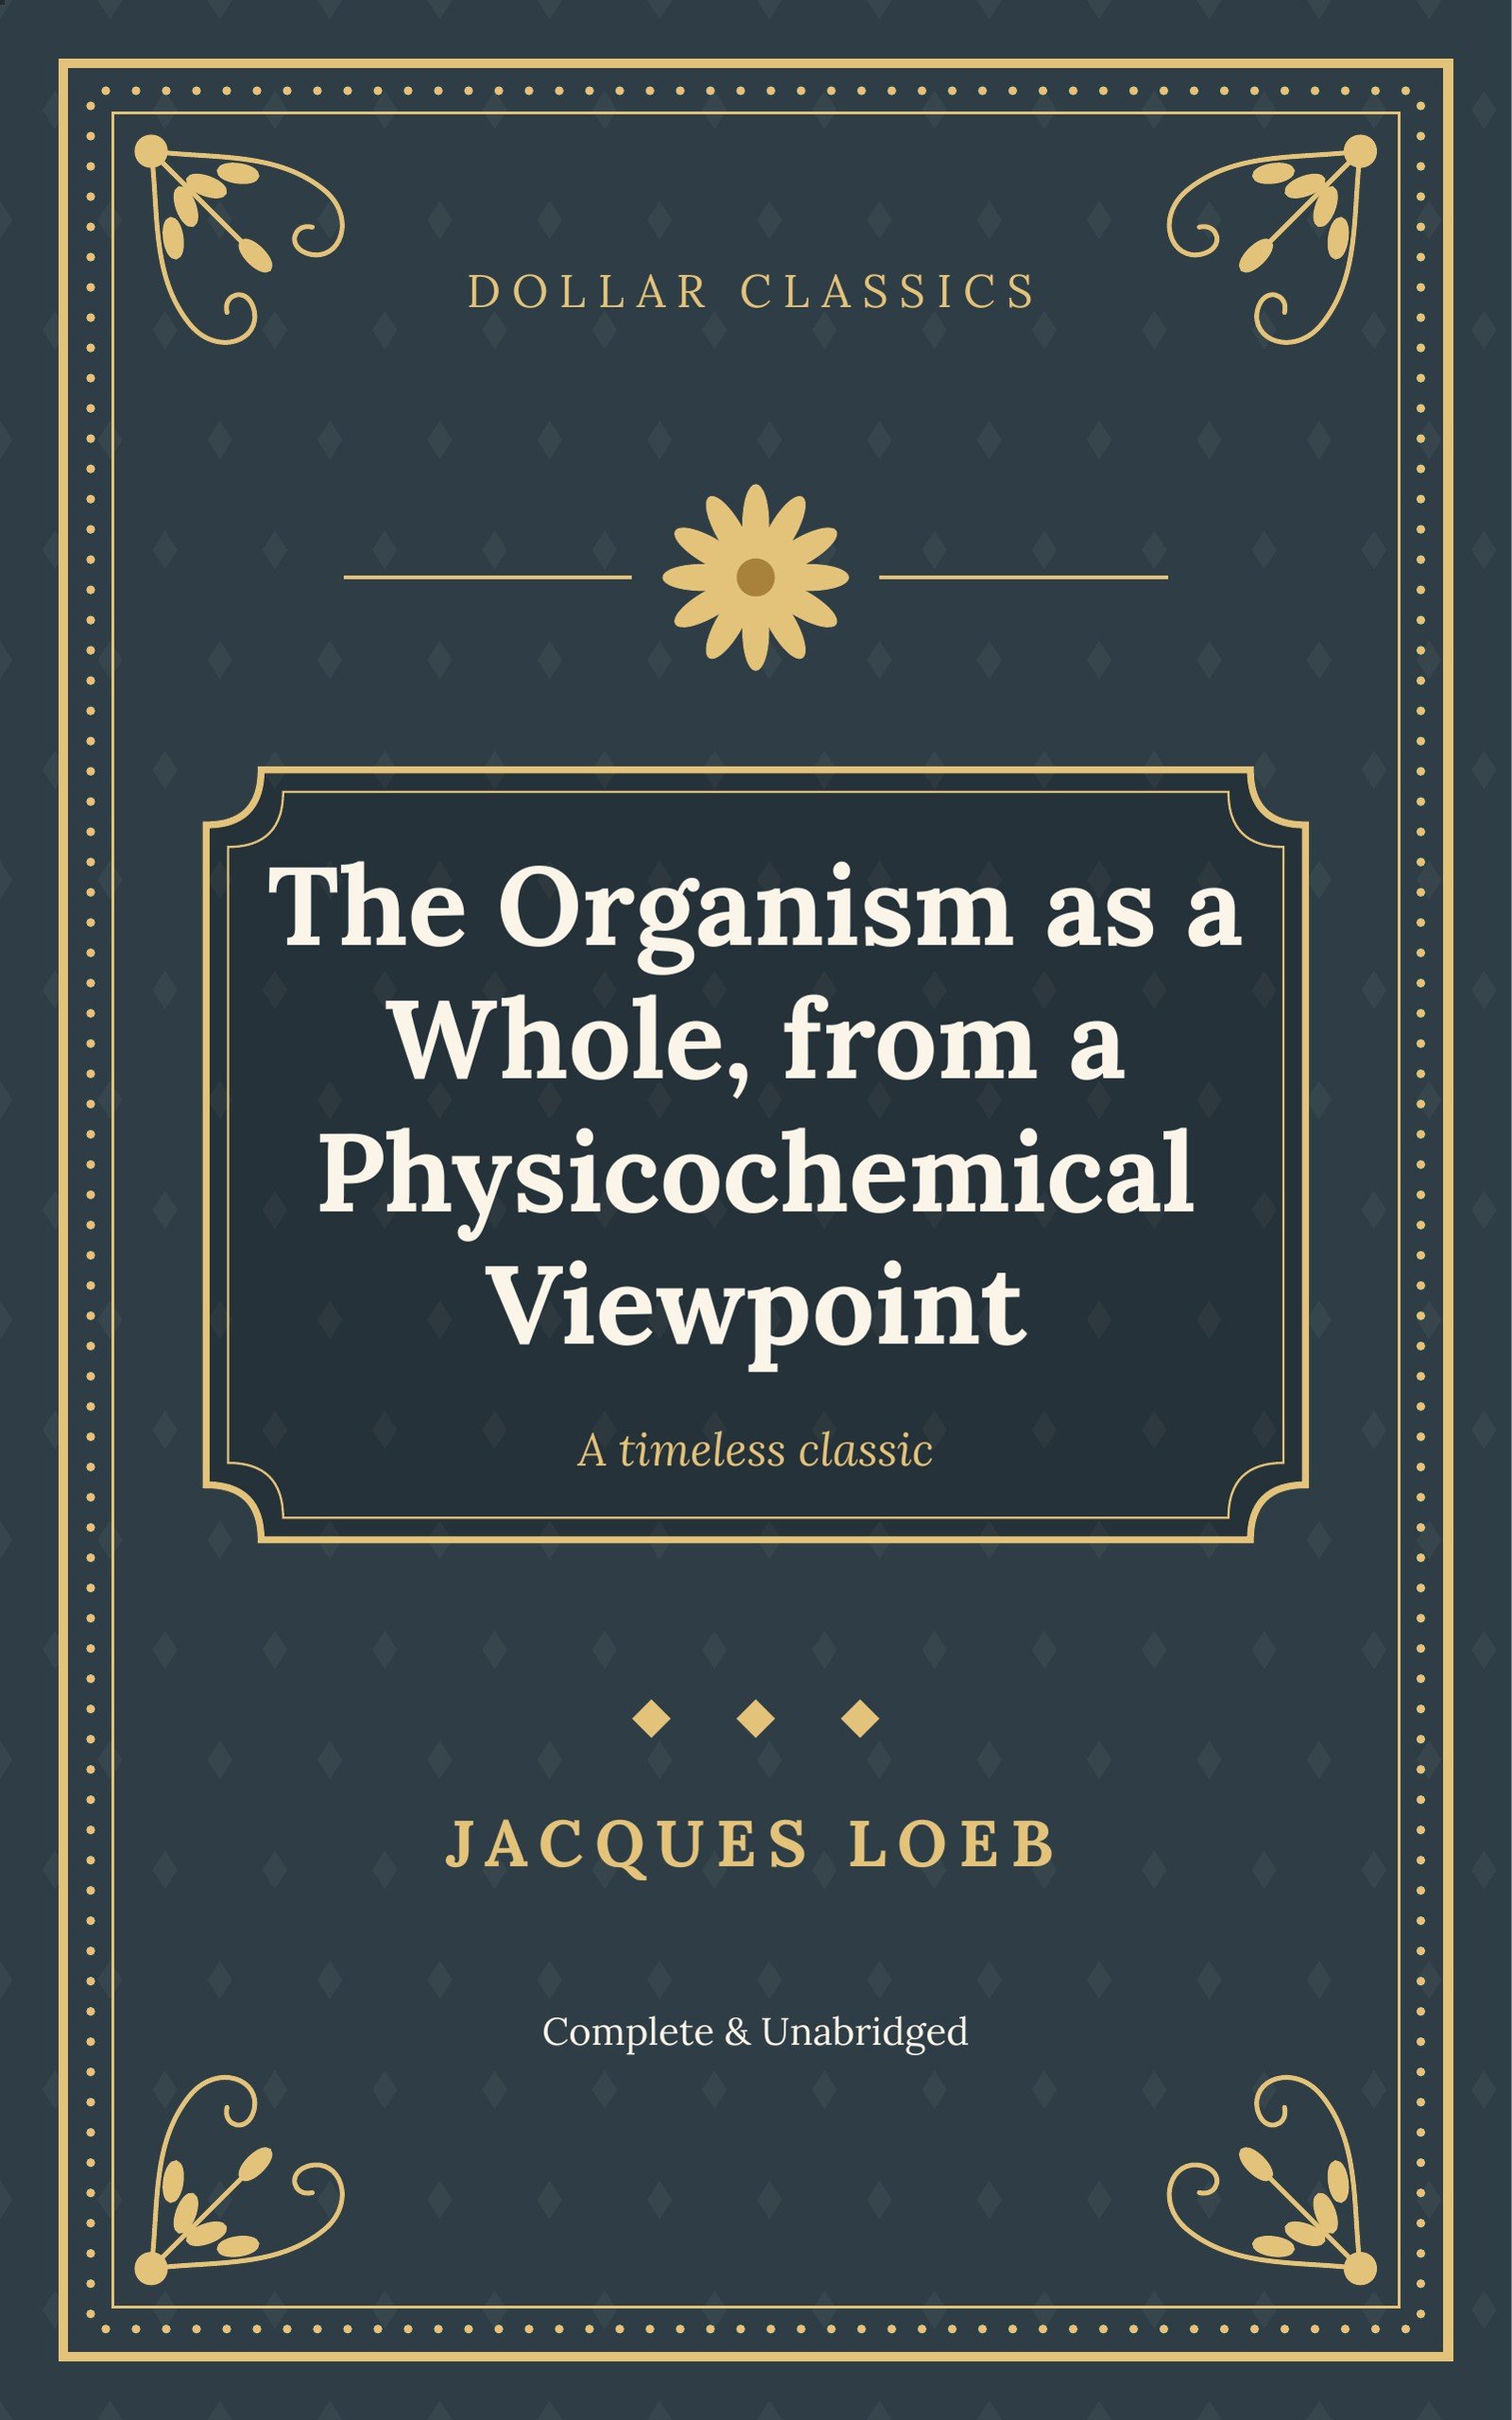 DOLLAR CLASSICS
The Organism as a
Whole, from a
Physicochemical
Viewpoint
A timeless classic
JACQUES LOEB
Complete & Unabridged